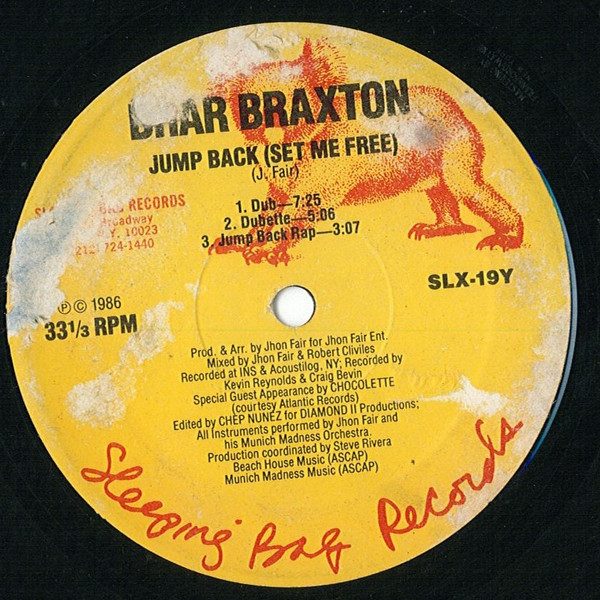 BRAXTON
JUMP BACK (SET ME FREE)
(J. Fair)
1. Dub—7:25
2. Dubette—5:06
3. Jump Back Rap—3:07
RECORDS
Broadway
N.Y. 10023
(212) 724-1440
SLX-19Y
Ⓟ © 1986
33 1/3 RPM
Prod. & Arr. by Jhon Fair for Jhon Fair Ent.
Mixed by Jhon Fair & Robert Cliviles
Recorded at INS & Acoustilog, NY; Recorded by
Kevin Reynolds & Craig Bevin
Special Guest Appearance by CHOCOLETTE
(courtesy Atlantic Records)
Edited by CHEP NUNEZ for DIAMOND II Productions;
All Instruments performed by Jhon Fair and
his Munich Madness Orchestra.
Production coordinated by Steve Rivera
Beach House Music (ASCAP)
Munich Madness Music (ASCAP)
Sleeping Bag Records